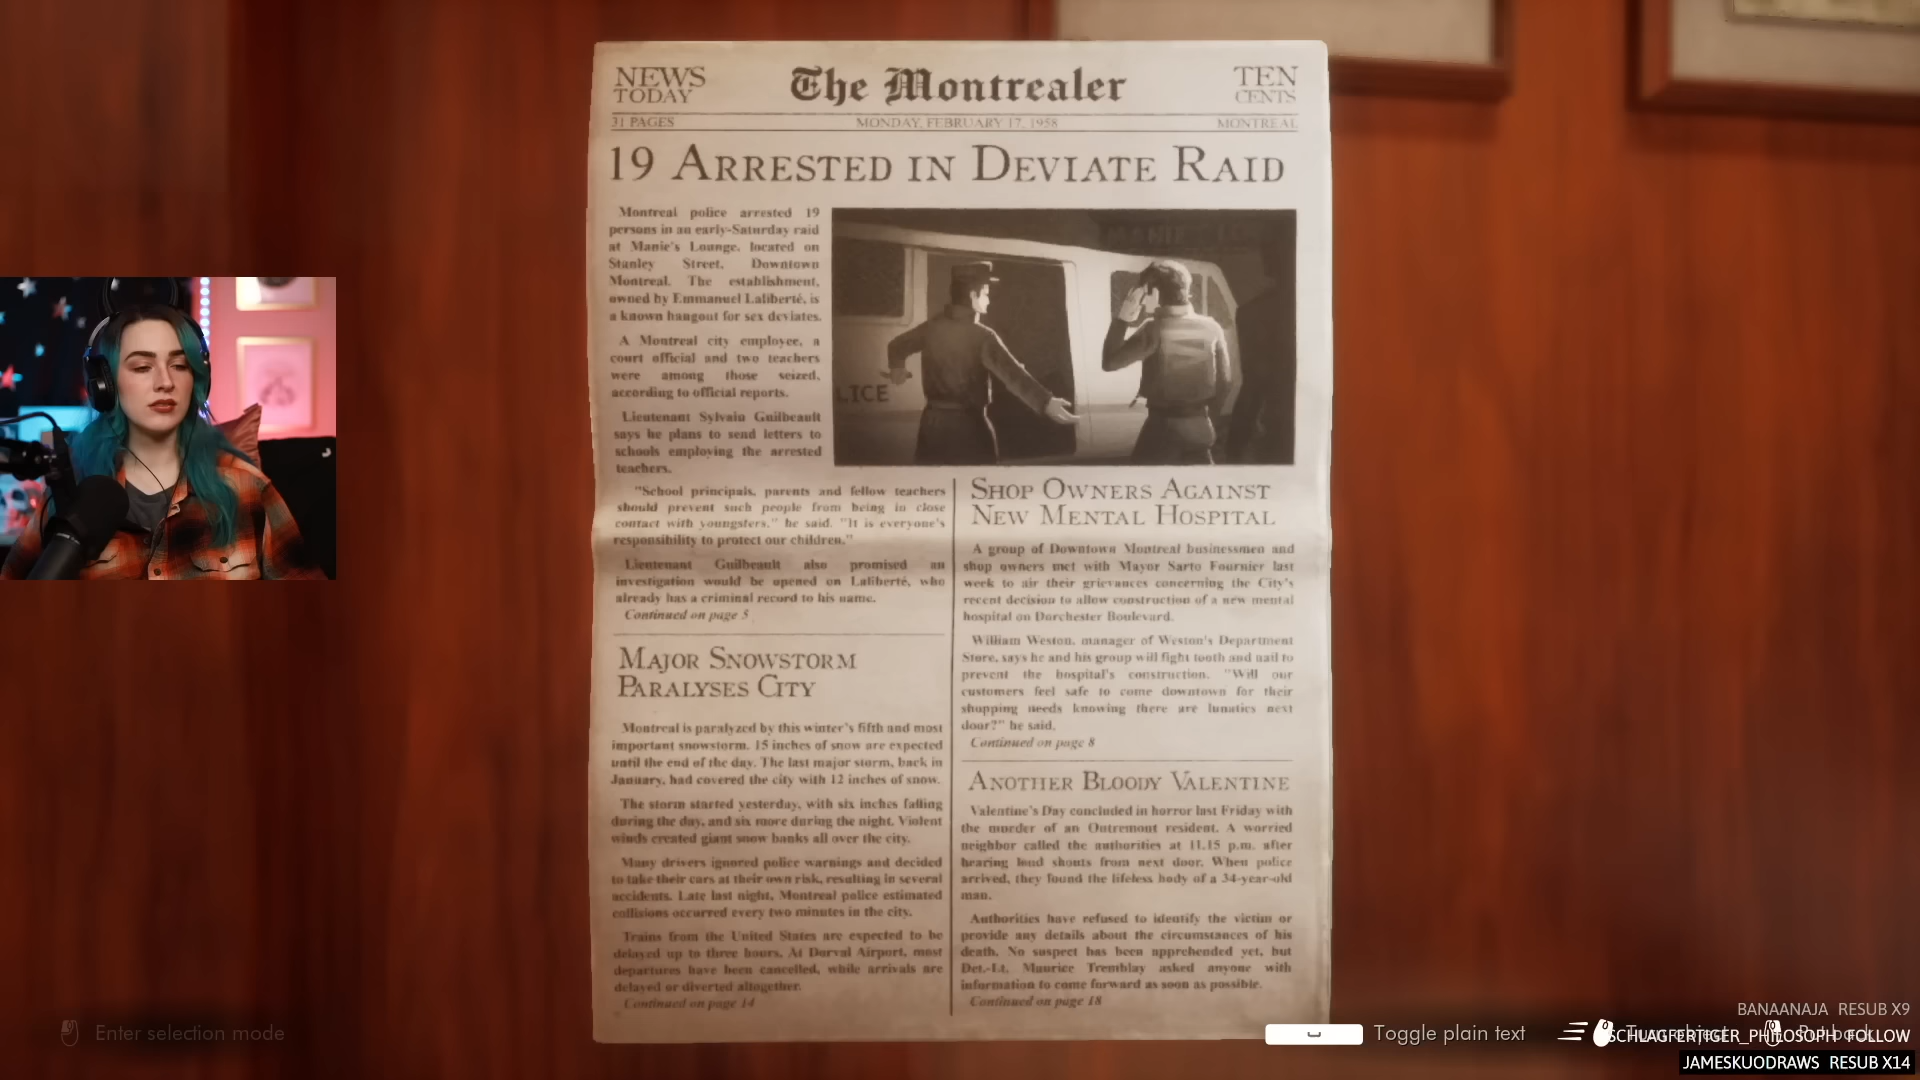 NEWS
TODAY
The Montrealer
TEN
CENTS
31 PAGES
MONDAY, FEBRUARY 17, 1958
MONTREAL
19 ARRESTED IN DEVIATE RAID
Montreal police arrested 19
persons in an early-Saturday raid
at Manie's Lounge, located on
Stanley Street, Downtown
Montreal. The establishment,
owned by Emmanuel Laliberté, is
a known hangout for sex deviates.
A Montreal city employee, a
court official and two teachers
were among those seized,
according to official reports.
Lieutenant Sylvain Guilbeault
says he plans to send letters to
schools employing the arrested
teachers.
"School principals, parents and fellow teachers
should prevent such people from being in close
contact with youngsters." he said. "It is everyone's
responsibility to protect our children."
Lieutenant Guilbeault also promised an
investigation would be opened on Laliberté, who
already has a criminal record to his name.
Continued on page 5
LICE
MAJOR SNOWSTORM
PARALYSES CITY
Montreal is paralyzed by this winter's fifth and most
important snowstorm. 15 inches of snow are expected
until the end of the day. The last major storm, back in
January, had covered the city with 12 inches of snow.
The storm started yesterday, with six inches falling
during the day, and six more during the night. Violent
winds created giant snow banks all over the city.
Many drivers ignored police warnings and decided
to take their cars at their own risk, resulting in several
accidents. Late last night, Montreal police estimated
collisions occurred every two minutes in the city.
Trains from the United States are expected to be
delayed up to three hours. At Dorval Airport, most
departures have been cancelled, while arrivals are
delayed or diverted altogether.
Continued on page 14
SHOP OWNERS AGAINST
NEW MENTAL HOSPITAL
A group of Downtown Montreal businessmen and
shop owners met with Mayor Sarto Fournier last
week to air their grievances concerning the City's
recent decision to allow construction of a new mental
hospital on Dorchester Boulevard.
William Weston, manager of Weston's Department
Store, says he and his group will fight tooth and nail to
prevent the hospital's construction. "Will our
customers feel safe to come downtown for their
shopping needs knowing there are lunatics next
door?" he said.
Continued on page 8
ANOTHER BLOODY VALENTINE
Valentine's Day concluded in horror last Friday with
the murder of an Outremont resident. A worried
neighbor called the authorities at 11.15 p.m. after
hearing loud shouts from next door. When police
arrived, they found the lifeless body of a 34-year-old
man.
Authorities have refused to identify the victim or
provide any details about the circumstances of his
death. No suspect has been apprehended yet, but
Det.-Lt. Maurice Tremblay asked anyone with
information to come forward as soon as possible.
Continued on page 18
Enter selection mode
Toggle plain text
BANAANAJA RESUB X9
SCHLAGFERTIGER_PHILOSOPH FOLLOW
JAMESKUODRAWS RESUB X14